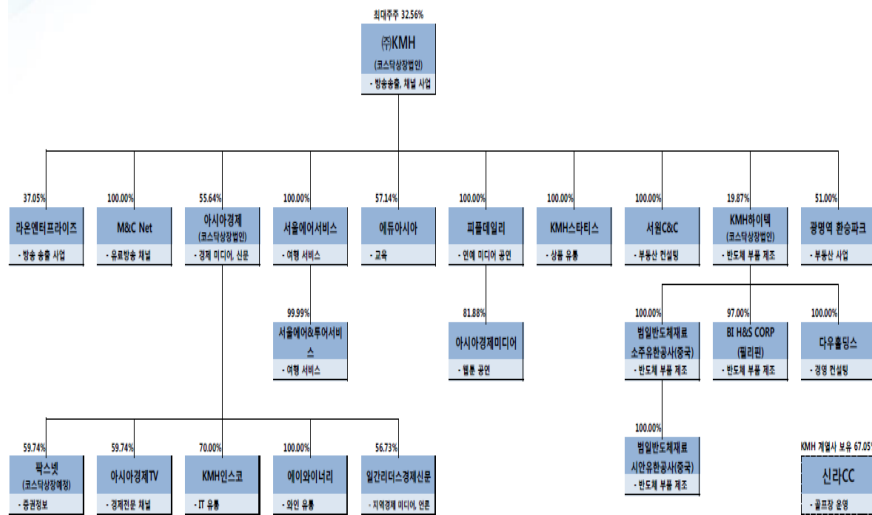 최대주주 32.56%
㈜KMH
(코스닥상장법인)
- 방송송출, 채널 사업
37.05%
라온엔터프라이즈
- 방송 송출 사업
100.00%
M&C Net
- 유료방송 채널
55.64%
아시아경제
(코스닥상장법인)
- 경제 미디어, 신문
100.00%
서울에어서비스
- 여행 서비스
57.14%
에듀아시아
- 교육
100.00%
피플데일리
- 연예 미디어 공연
100.00%
KMH스타티스
- 상품 유통
100.00%
서원C&C
- 부동산 컨설팅
19.87%
KMH하이텍
(코스닥상장법인)
- 반도체 부품 제조
51.00%
광명역 환승파크
- 부동산 사업
99.99%
서울에어&투어서비
스
- 여행 서비스
81.88%
아시아경제미디어
- 웹툰 공연
100.00%
범일반도체재료
소주유한공사(중국)
- 반도체 부품 제조
97.00%
BI H&S CORP
(필리핀)
- 반도체 부품 제조
100.00%
다우홀딩스
- 경영 컨설팅
59.74%
팍스넷
(코스닥상장예정)
- 증권정보
59.74%
아시아경제TV
- 경제전문 채널
70.00%
KMH인스코
- IT 유통
100.00%
에이와이너리
- 와인 유통
56.73%
일간리더스경제신문
- 지역경제 미디어, 언론
100.00%
범일반도체재료
시안유한공사(중국)
- 반도체 부품 제조
KMH 계열사 보유 67.05%
신라CC
- 골프장 운영